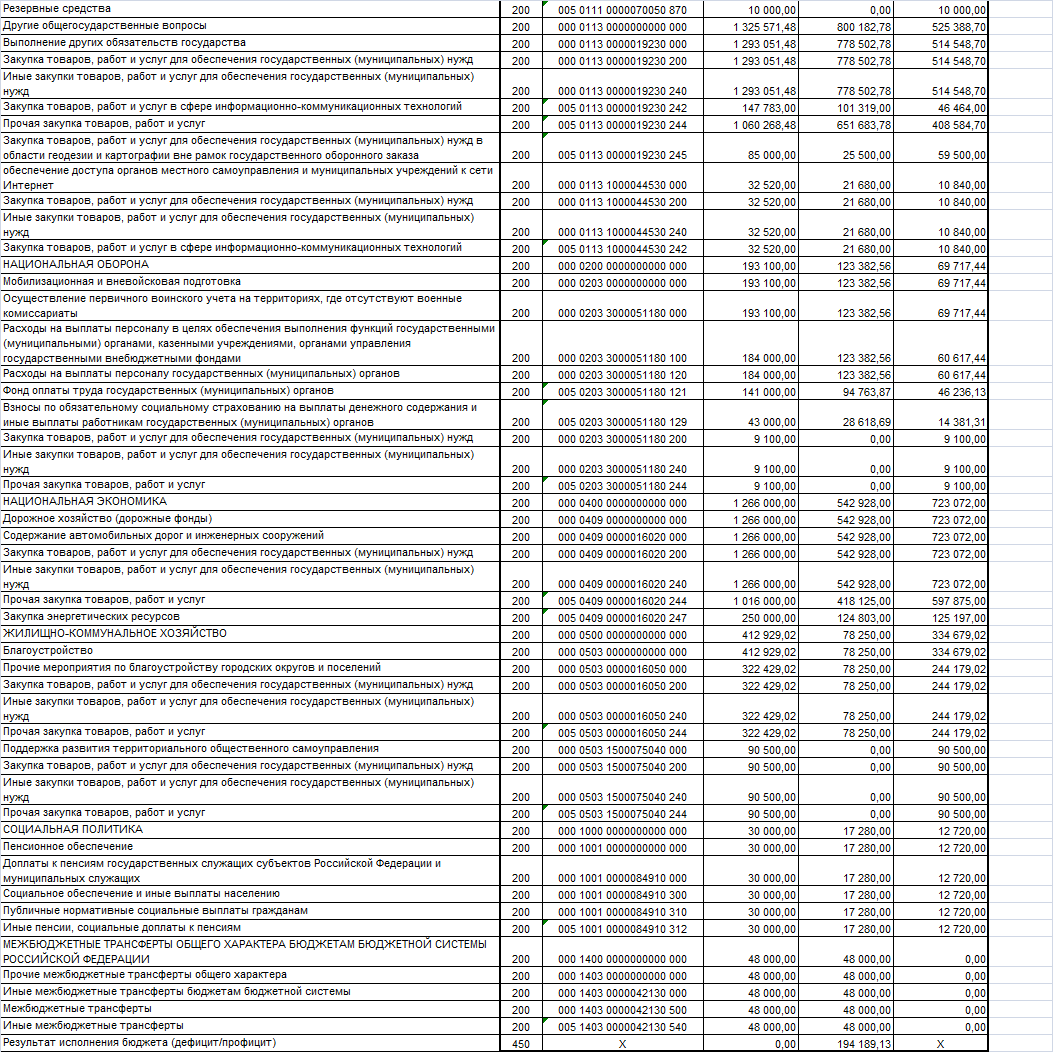 Резервные средства 200 005 0111 0000070050 870 10 000,00 0,00 10 000,00
Другие общегосударственные вопросы 200 000 0113 0000000000 000 1 325 571,48 800 182,78 525 388,70
Выполнение других обязательств государства 200 000 0113 0000019230 000 1 293 051,48 778 502,78 514 548,70
Закупка товаров, работ и услуг для обеспечения государственных (муниципальных) нужд 200 000 0113 0000019230 200 1 293 051,48 778 502,78 514 548,70
Иные закупки товаров, работ и услуг для обеспечения государственных (муниципальных)
нужд 200 000 0113 0000019230 240 1 293 051,48 778 502,78 514 548,70
Закупка товаров, работ и услуг в сфере информационно-коммуникационных технологий 200 005 0113 0000019230 242 147 783,00 101 319,00 46 464,00
Прочая закупка товаров, работ и услуг 200 005 0113 0000019230 244 1 060 268,48 651 683,78 408 584,70
Закупка товаров, работ и услуг для обеспечения государственных (муниципальных) нужд в
области геодезии и картографии вне рамок государственного оборонного заказа 200 005 0113 0000019230 245 85 000,00 25 500,00 59 500,00
обеспечение доступа органов местного самоуправления и муниципальных учреждений к сети
Интернет 200 000 0113 1000044530 000 32 520,00 21 680,00 10 840,00
Закупка товаров, работ и услуг для обеспечения государственных (муниципальных) нужд 200 000 0113 1000044530 200 32 520,00 21 680,00 10 840,00
Иные закупки товаров, работ и услуг для обеспечения государственных (муниципальных)
нужд 200 000 0113 1000044530 240 32 520,00 21 680,00 10 840,00
Закупка товаров, работ и услуг в сфере информационно-коммуникационных технологий 200 005 0113 1000044530 242 32 520,00 21 680,00 10 840,00
НАЦИОНАЛЬНАЯ ОБОРОНА 200 000 0200 0000000000 000 193 100,00 123 382,56 69 717,44
Мобилизационная и вневойсковая подготовка 200 000 0203 0000000000 000 193 100,00 123 382,56 69 717,44
Осуществление первичного воинского учета на территориях, где отсутствуют военные
комиссариаты 200 000 0203 3000051180 000 193 100,00 123 382,56 69 717,44
Расходы на выплаты персоналу в целях обеспечения выполнения функций государственными
(муниципальными) органами, казенными учреждениями, органами управления
государственными внебюджетными фондами 200 000 0203 3000051180 100 184 000,00 123 382,56 60 617,44
Расходы на выплаты персоналу государственных (муниципальных) органов 200 000 0203 3000051180 120 184 000,00 123 382,56 60 617,44
Фонд оплаты труда государственных (муниципальных) органов 200 005 0203 3000051180 121 141 000,00 94 763,87 46 236,13
Взносы по обязательному социальному страхованию на выплаты денежного содержания и
иные выплаты работникам государственных (муниципальных) органов 200 005 0203 3000051180 129 43 000,00 28 618,69 14 381,31
Закупка товаров, работ и услуг для обеспечения государственных (муниципальных) нужд 200 000 0203 3000051180 200 9 100,00 0,00 9 100,00
Иные закупки товаров, работ и услуг для обеспечения государственных (муниципальных)
нужд 200 000 0203 3000051180 240 9 100,00 0,00 9 100,00
Прочая закупка товаров, работ и услуг 200 005 0203 3000051180 244 9 100,00 0,00 9 100,00
НАЦИОНАЛЬНАЯ ЭКОНОМИКА 200 000 0400 0000000000 000 1 266 000,00 542 928,00 723 072,00
Дорожное хозяйство (дорожные фонды) 200 000 0409 0000000000 000 1 266 000,00 542 928,00 723 072,00
Содержание автомобильных дорог и инженерных сооружений 200 000 0409 0000016020 000 1 266 000,00 542 928,00 723 072,00
Закупка товаров, работ и услуг для обеспечения государственных (муниципальных) нужд 200 000 0409 0000016020 200 1 266 000,00 542 928,00 723 072,00
Иные закупки товаров, работ и услуг для обеспечения государственных (муниципальных)
нужд 200 000 0409 0000016020 240 1 266 000,00 542 928,00 723 072,00
Прочая закупка товаров, работ и услуг 200 005 0409 0000016020 244 1 016 000,00 418 125,00 597 875,00
Закупка энергетических ресурсов 200 005 0409 0000016020 247 250 000,00 124 803,00 125 197,00
ЖИЛИЩНО-КОММУНАЛЬНОЕ ХОЗЯЙСТВО 200 000 0500 0000000000 000 412 929,02 78 250,00 334 679,02
Благоустройство 200 000 0503 0000000000 000 412 929,02 78 250,00 334 679,02
Прочие мероприятия по благоустройству городских округов и поселений 200 000 0503 0000016050 000 322 429,02 78 250,00 244 179,02
Закупка товаров, работ и услуг для обеспечения государственных (муниципальных) нужд 200 000 0503 0000016050 200 322 429,02 78 250,00 244 179,02
Иные закупки товаров, работ и услуг для обеспечения государственных (муниципальных)
нужд 200 000 0503 0000016050 240 322 429,02 78 250,00 244 179,02
Прочая закупка товаров, работ и услуг 200 005 0503 0000016050 244 322 429,02 78 250,00 244 179,02
Поддержка развития территориального общественного самоуправления 200 000 0503 1500075040 000 90 500,00 0,00 90 500,00
Закупка товаров, работ и услуг для обеспечения государственных (муниципальных) нужд 200 000 0503 1500075040 200 90 500,00 0,00 90 500,00
Иные закупки товаров, работ и услуг для обеспечения государственных (муниципальных)
нужд 200 000 0503 1500075040 240 90 500,00 0,00 90 500,00
Прочая закупка товаров, работ и услуг 200 005 0503 1500075040 244 90 500,00 0,00 90 500,00
СОЦИАЛЬНАЯ ПОЛИТИКА 200 000 1000 0000000000 000 30 000,00 17 280,00 12 720,00
Пенсионное обеспечение 200 000 1001 0000000000 000 30 000,00 17 280,00 12 720,00
Доплаты к пенсиям государственных служащих субъектов Российской Федерации и
муниципальных служащих 200 000 1001 0000084910 000 30 000,00 17 280,00 12 720,00
Социальное обеспечение и иные выплаты населению 200 000 1001 0000084910 300 30 000,00 17 280,00 12 720,00
Публичные нормативные социальные выплаты гражданам 200 000 1001 0000084910 310 30 000,00 17 280,00 12 720,00
Иные пенсии, социальные доплаты к пенсиям 200 005 1001 0000084910 312 30 000,00 17 280,00 12 720,00
МЕЖБЮДЖЕТНЫЕ ТРАНСФЕРТЫ ОБЩЕГО ХАРАКТЕРА БЮДЖЕТАМ БЮДЖЕТНОЙ СИСТЕМЫ
РОССИЙСКОЙ ФЕДЕРАЦИИ 200 000 1400 0000000000 000 48 000,00 48 000,00 0,00
Прочие межбюджетные трансферты общего характера 200 000 1403 0000000000 000 48 000,00 48 000,00 0,00
Иные межбюджетные трансферты бюджетам бюджетной системы 200 000 1403 0000042130 000 48 000,00 48 000,00 0,00
Межбюджетные трансферты 200 000 1403 0000042130 500 48 000,00 48 000,00 0,00
Иные межбюджетные трансферты 200 005 1403 0000042130 540 48 000,00 48 000,00 0,00
Результат исполнения бюджета (дефицит/профицит) 450 X 0,00 194 189,13 X